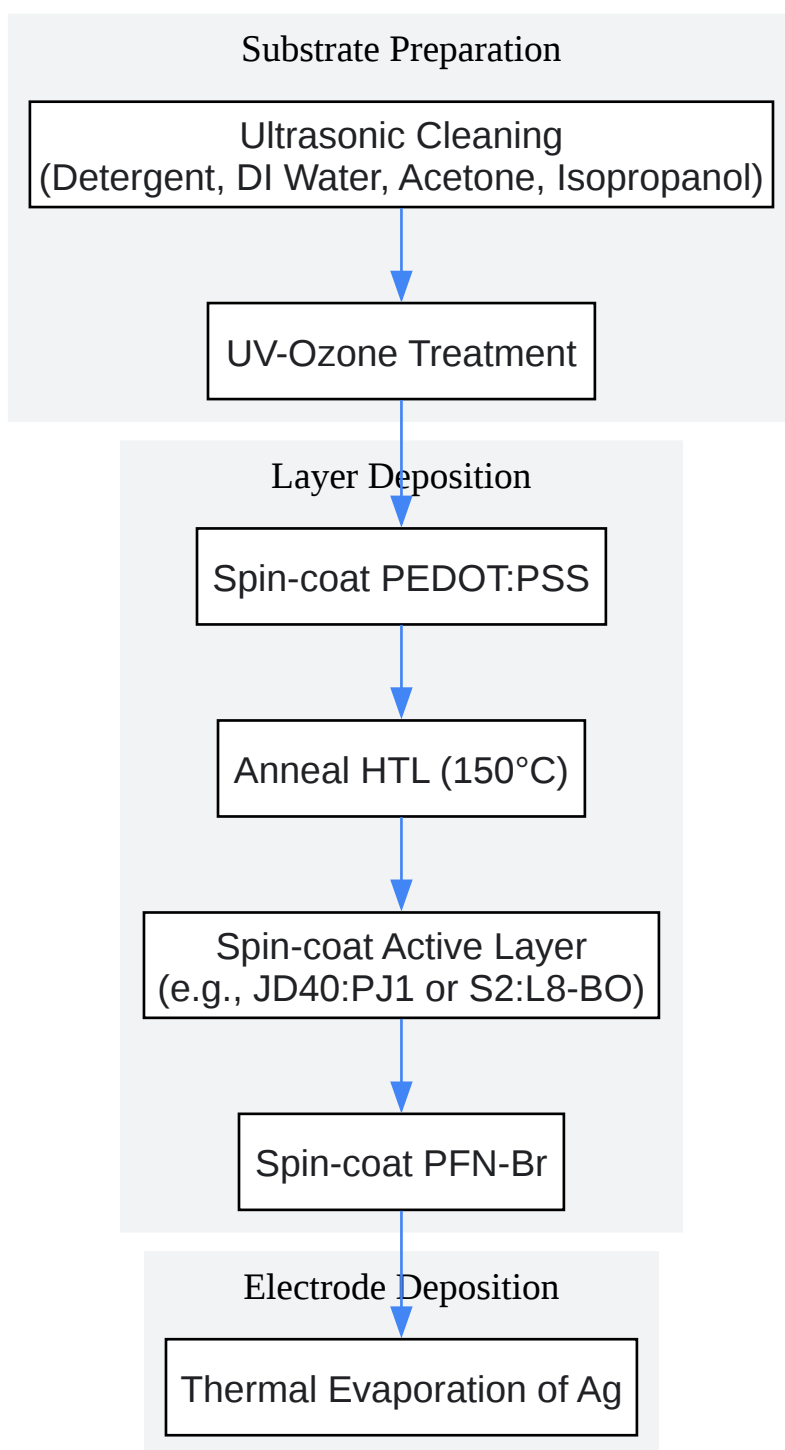 Substrate Preparation
Ultrasonic Cleaning
(Detergent, DI Water, Acetone, Isopropanol)
UV-Ozone Treatment
Layer Deposition
Spin-coat PEDOT:PSS
Anneal HTL (150°C)
Spin-coat Active Layer
(e.g., JD40:PJ1 or S2:L8-BO)
Spin-coat PFN-Br
Electrode Deposition
Thermal Evaporation of Ag